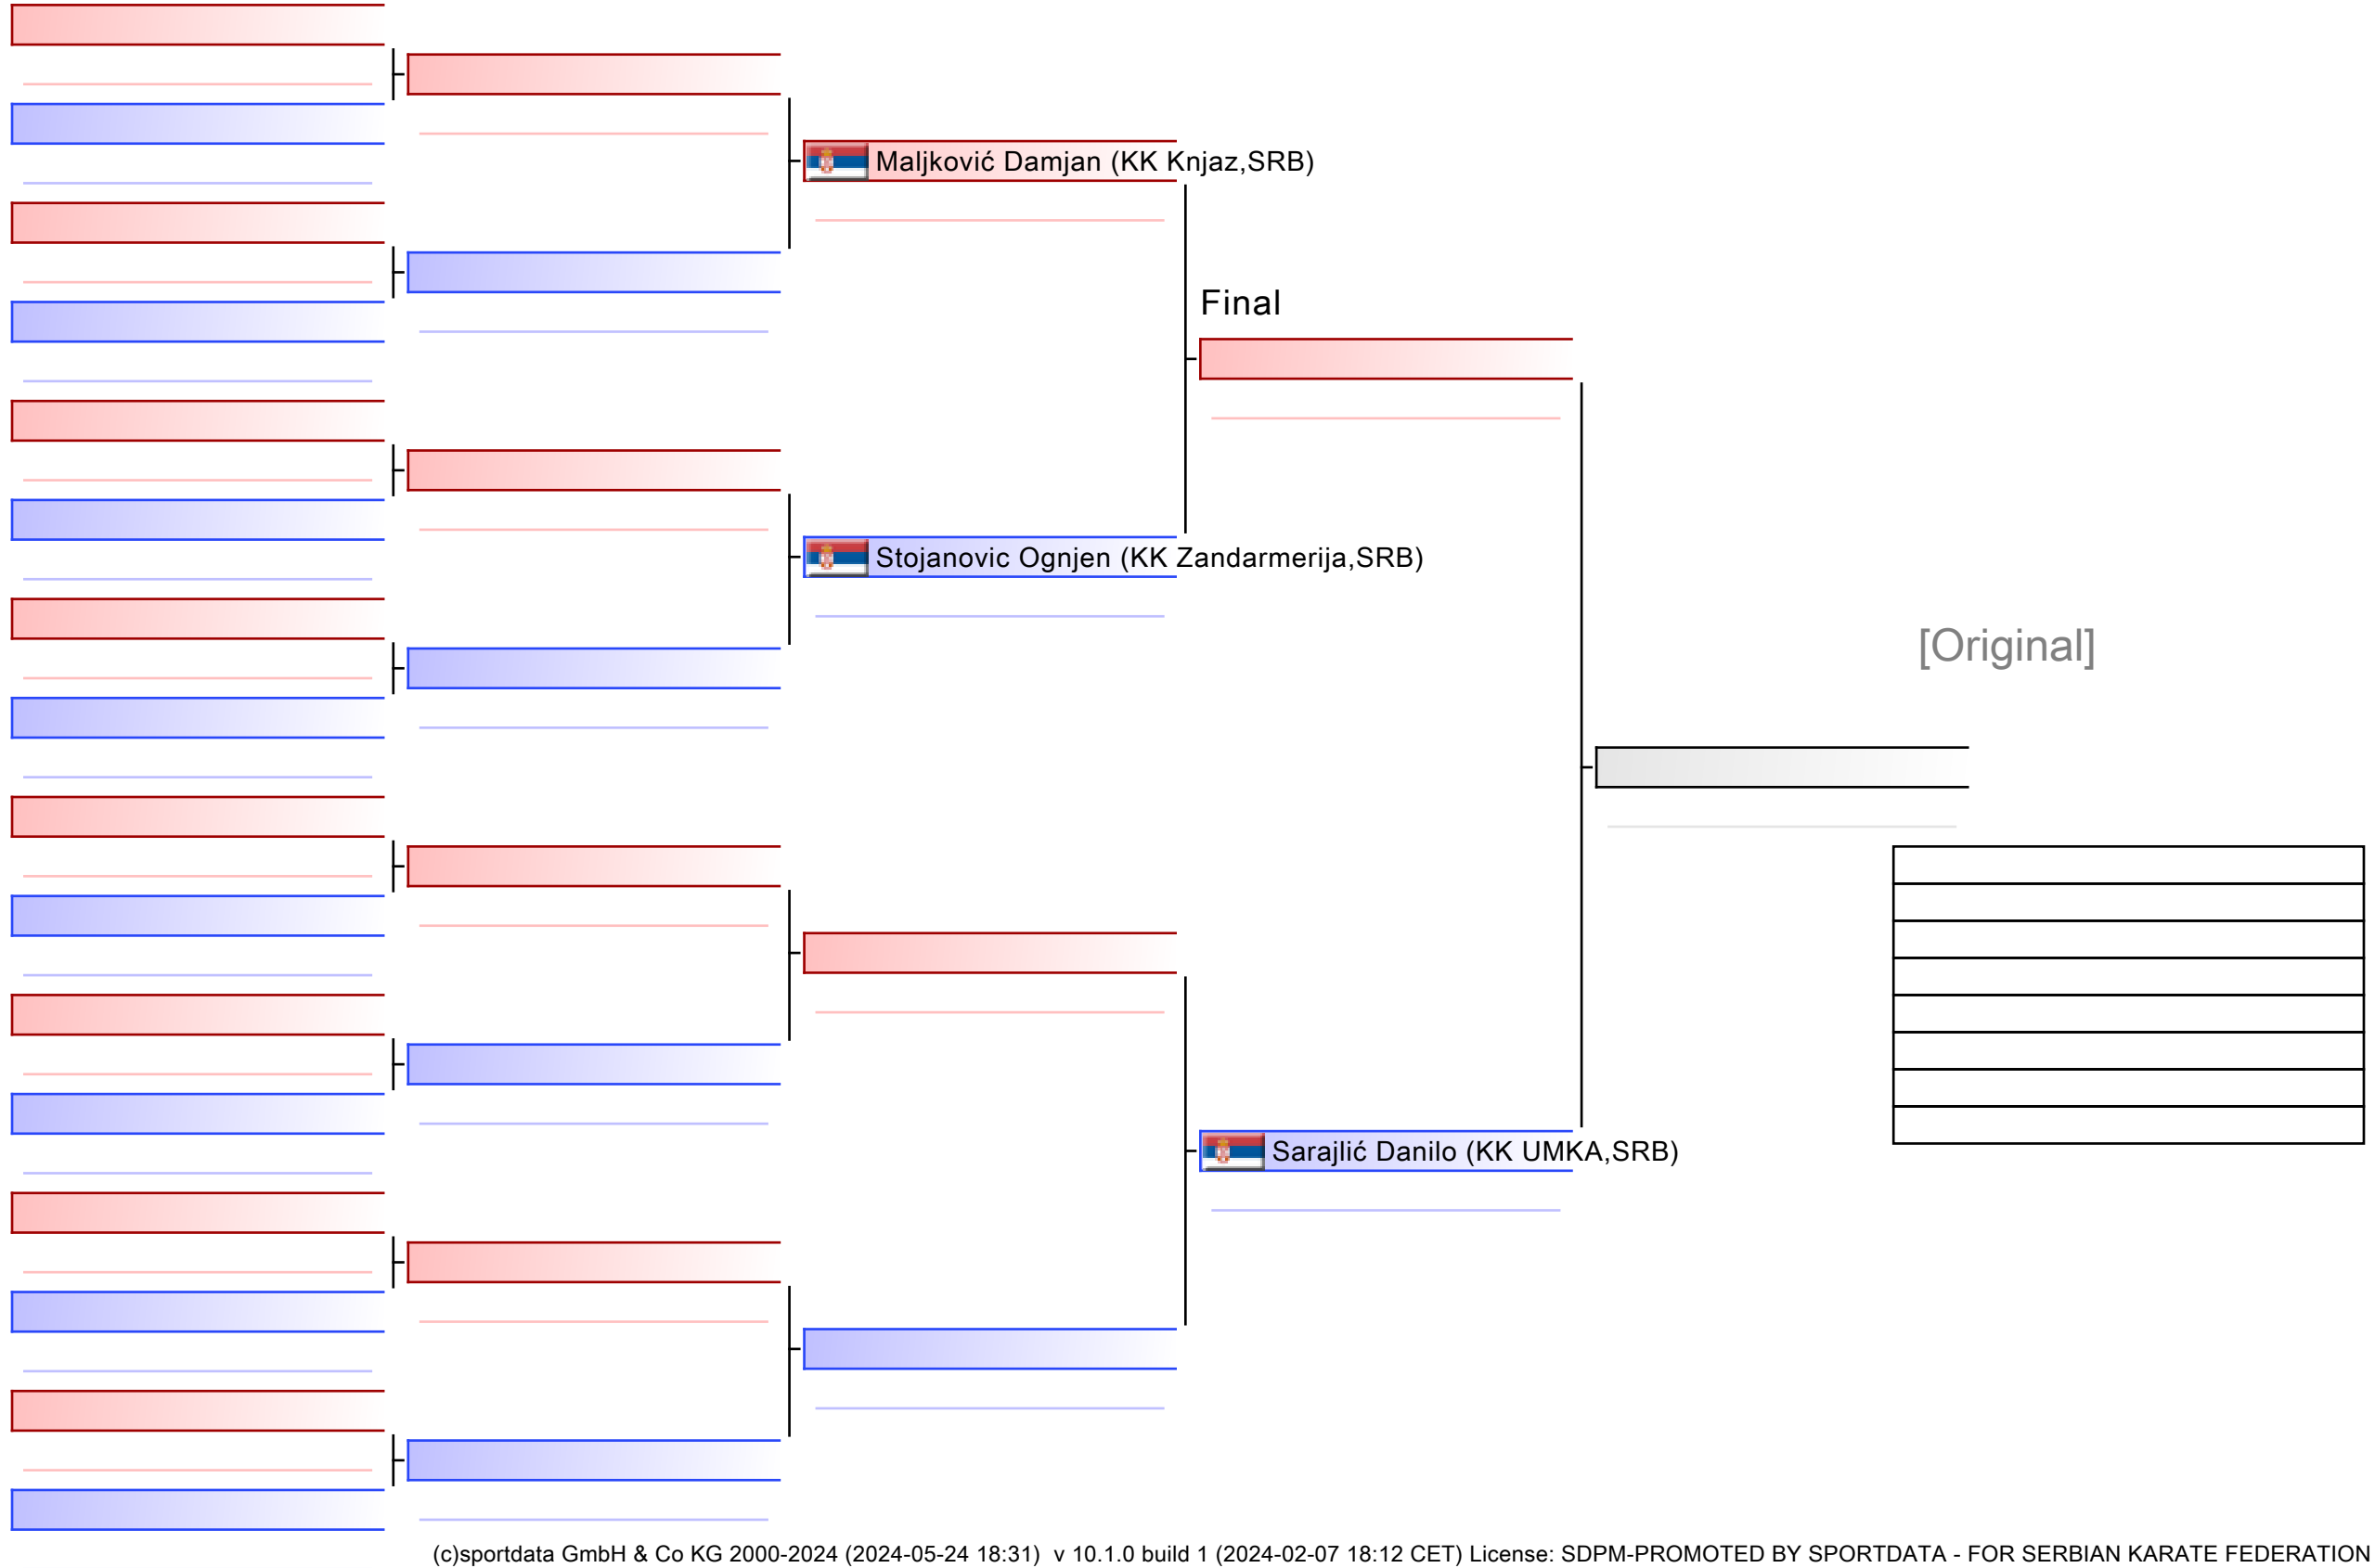 Maljković Damjan (KK Knjaz,SRB)
Final
Stojanovic Ognjen (KK Zandarmerija,SRB)
[Original]
Sarajlić Danilo (KK UMKA,SRB)
(c)sportdata GmbH & Co KG 2000-2024 (2024-05-24 18:31)  v 10.1.0 build 1 (2024-02-07 18:12 CET) License: SDPM-PROMOTED BY SPORTDATA - FOR SERBIAN KARATE FEDERATION